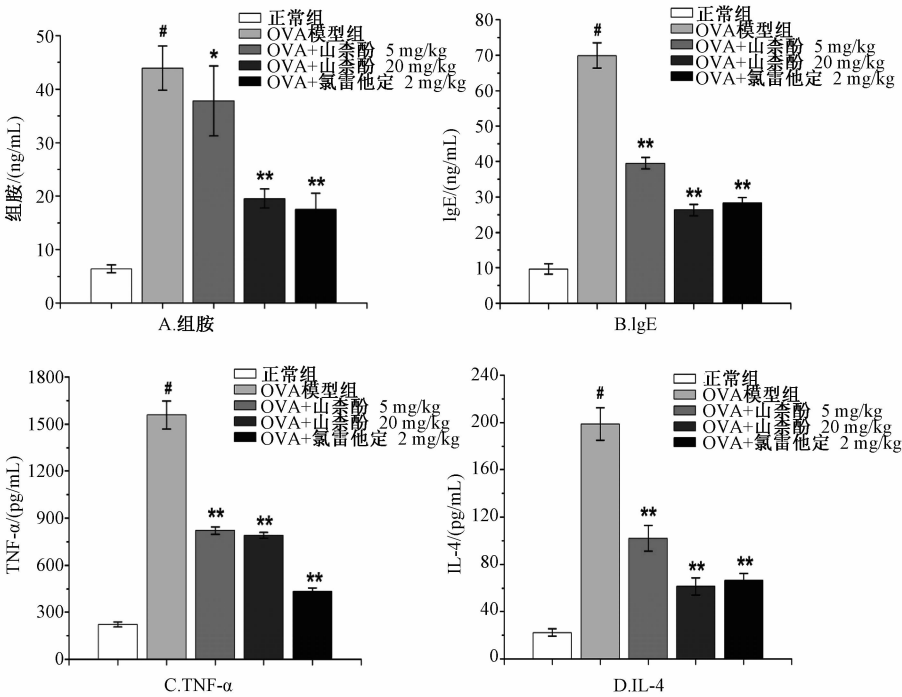 正常组
OVA模型组
OVA+山柰酚 5 mg/kg
OVA+山柰酚 20 mg/kg
OVA+氯雷他定 2 mg/kg
组胺/(ng/mL)
50
40
30
20
10
0
#
*
**
**
A.组胺
正常组
OVA模型组
OVA+山柰酚 5 mg/kg
OVA+山柰酚 20 mg/kg
OVA+氯雷他定 2 mg/kg
IgE/(ng/mL)
80
70
60
50
40
30
20
10
0
#
**
**
**
B.IgE
正常组
OVA模型组
OVA+山柰酚 5 mg/kg
OVA+山柰酚 20 mg/kg
OVA+氯雷他定 2 mg/kg
TNF-α/(pg/mL)
1800
1500
1200
900
600
300
0
#
**
**
**
C.TNF-α
正常组
OVA模型组
OVA+山柰酚 5 mg/kg
OVA+山柰酚 20 mg/kg
OVA+氯雷他定 2 mg/kg
IL-4/(pg/mL)
240
200
160
120
80
40
0
#
**
**
**
D.IL-4